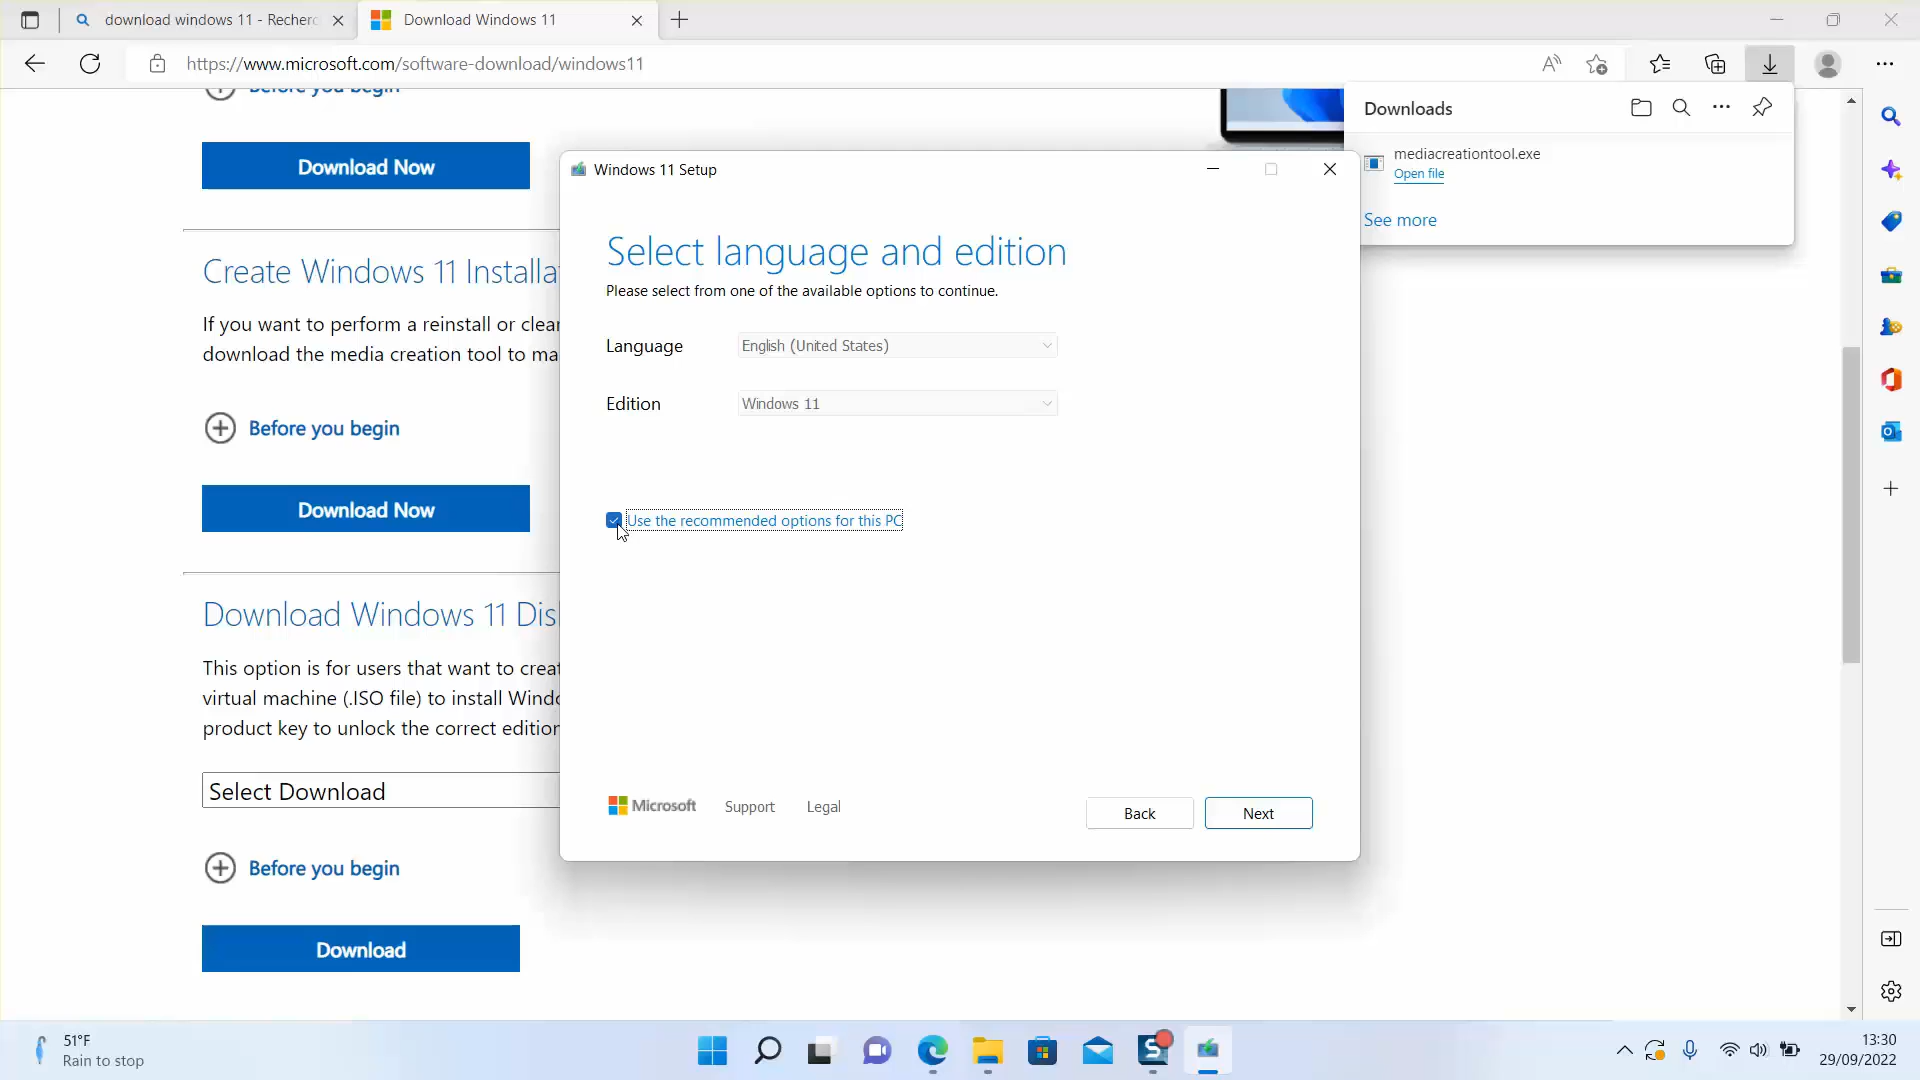 download windows 11 - Recherc
Download Windows 11
https://www.microsoft.com/software-download/windows11
Before you begin
Download Now
Create Windows 11 Installa
If you want to perform a reinstall or clea
download the media creation tool to ma
Before you begin
Download Now
Download Windows 11 Dis
This option is for users that want to crea
virtual machine (.ISO file) to install Wind
product key to unlock the correct edition
Select Download
Before you begin
Download
Windows 11 Setup
Select language and edition
Please select from one of the available options to continue.
Language
English (United States)
Edition
Windows 11
Use the recommended options for this PC
Microsoft
Support
Legal
Back
Next
Downloads
mediacreationtool.exe
Open file
See more
51°F
Rain to stop
13:30
29/09/2022